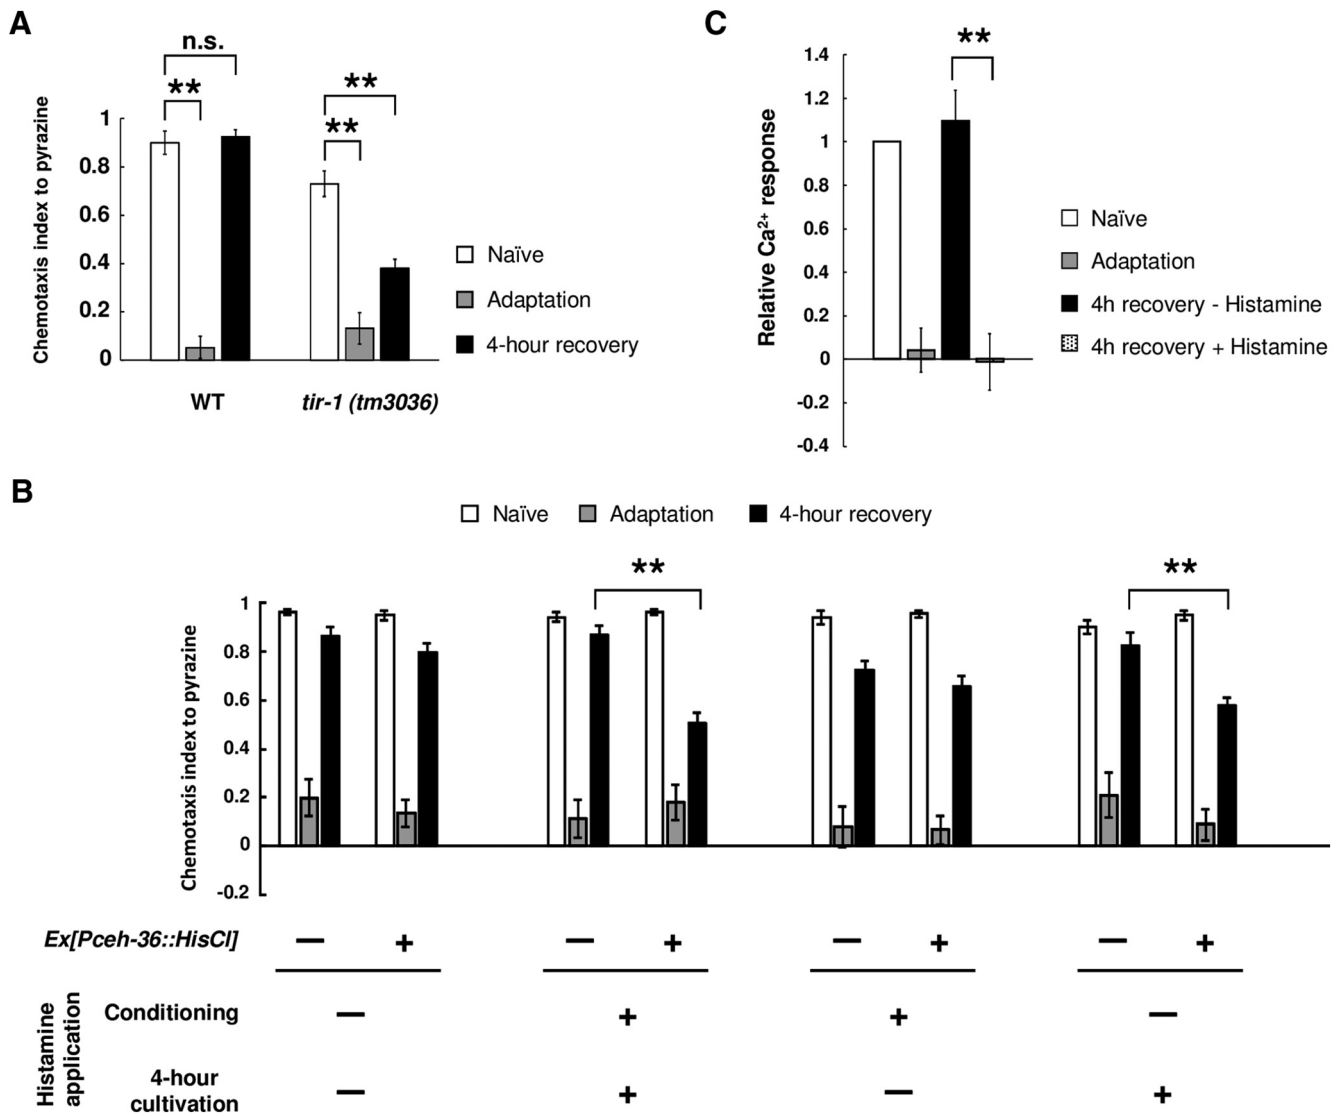 A
n.s.
**
**
**
Chemotaxis index to pyrazine
1
0.8
0.6
0.4
0.2
0
WT
tir-1 (tm3036)
Naïve
Adaptation
4-hour recovery
C
**
Relative Ca²⁺ response
1.4
1.2
1
0.8
0.6
0.4
0.2
0
-0.2
-0.4
Naïve
Adaptation
4h recovery - Histamine
4h recovery + Histamine
B
Naïve
Adaptation
4-hour recovery
**
**
Chemotaxis index to pyrazine
1
0.8
0.6
0.4
0.2
0
-0.2
Ex[Pceh-36::HisCl] — + — + — + — +
Histamine
application
Conditioning — + + —
4-hour
cultivation — + — +